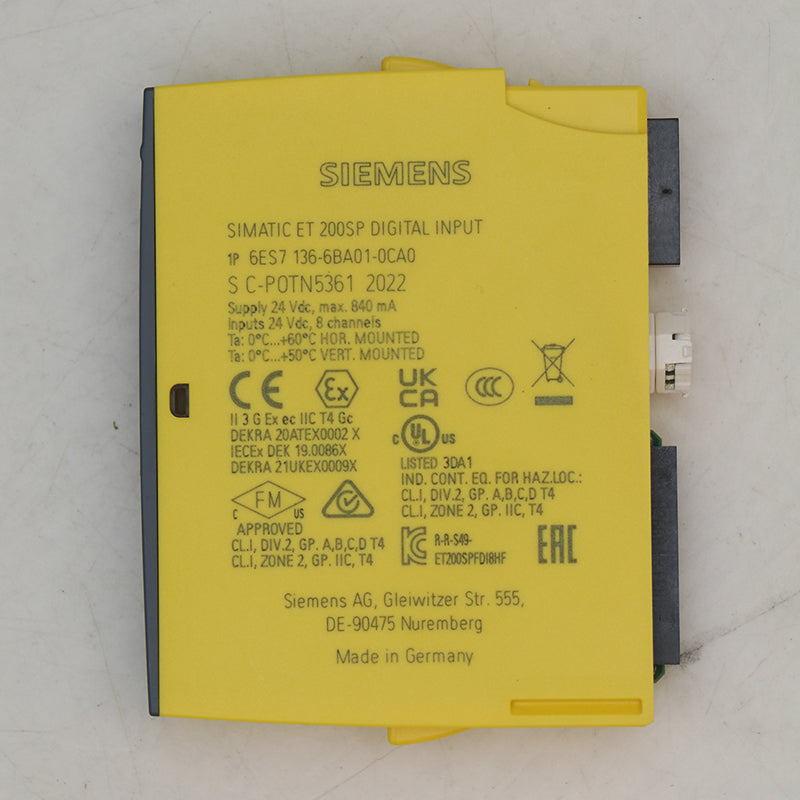 SIEMENS
SIMATIC ET 200SP DIGITAL INPUT
1P 6ES7 136-6BA01-0CA0
S C-P0TN5361 2022
Supply 24 Vdc, max. 840 mA
Inputs 24 Vdc, 8 channels
Ta: 0°C...+60°C HOR. MOUNTED
Ta: 0°C...+50°C VERT. MOUNTED
CE Ex UK CA CCC
II 3 G Ex ec IIC T4 Gc
DEKRA 20ATEX0002 X
IECEx DEK 19.0086X
DEKRA 21UKEX0009X
C UL US
LISTED 3DA1
IND. CONT. EQ. FOR HAZ.LOC.:
CL.I, DIV.2, GP. A,B,C,D T4
CL.I, ZONE 2, GP. IIC, T4
C FM US
APPROVED
CL.I, DIV.2, GP. A,B,C,D T4
CL.I, ZONE 2, GP. IIC, T4
R-R-S49-
ET200SPFDI8HF
EAC
Siemens AG, Gleiwitzer Str. 555,
DE-90475 Nuremberg
Made in Germany